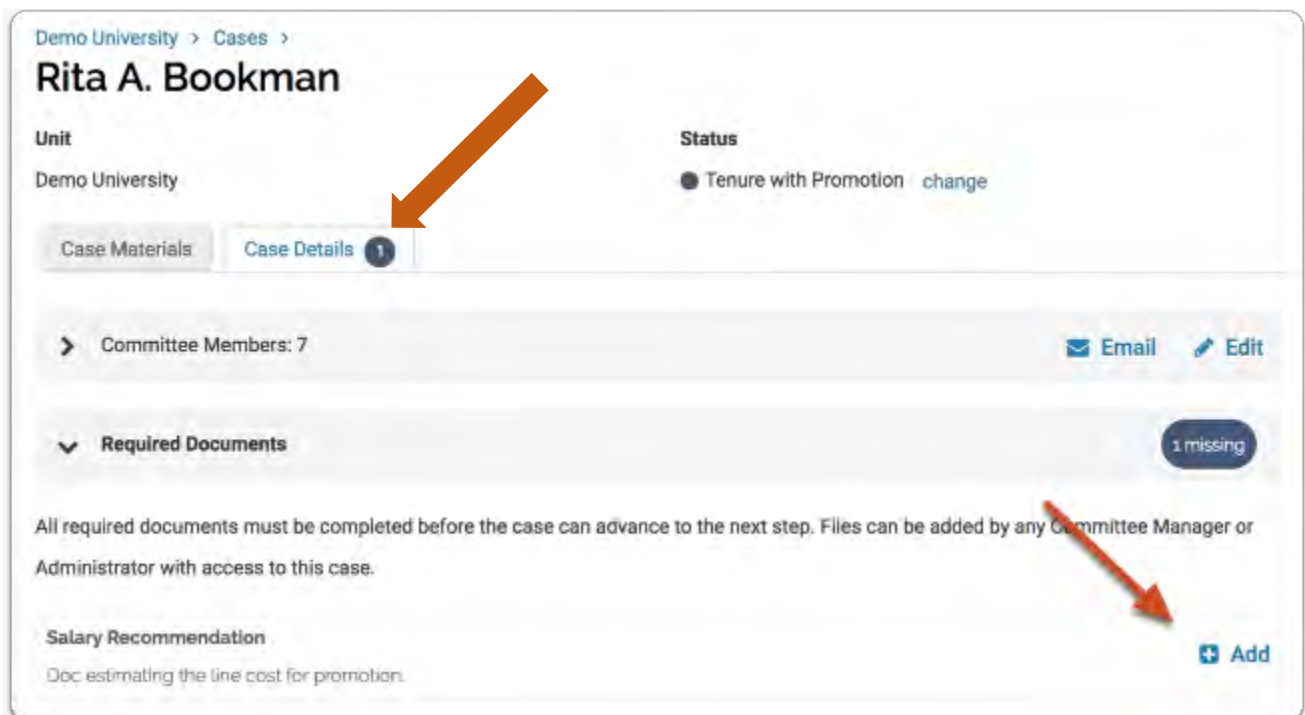 Demo University > Cases >
Rita A. Bookman
Unit
Status
Demo University
Tenure with Promotion change
Case Materials
Case Details 1
Committee Members: 7
Email
Edit
Required Documents
1 missing
All required documents must be completed before the case can advance to the next step. Files can be added by any Committee Manager or
Administrator with access to this case.
Salary Recommendation
Add
Doc estimating the line cost for promotion.